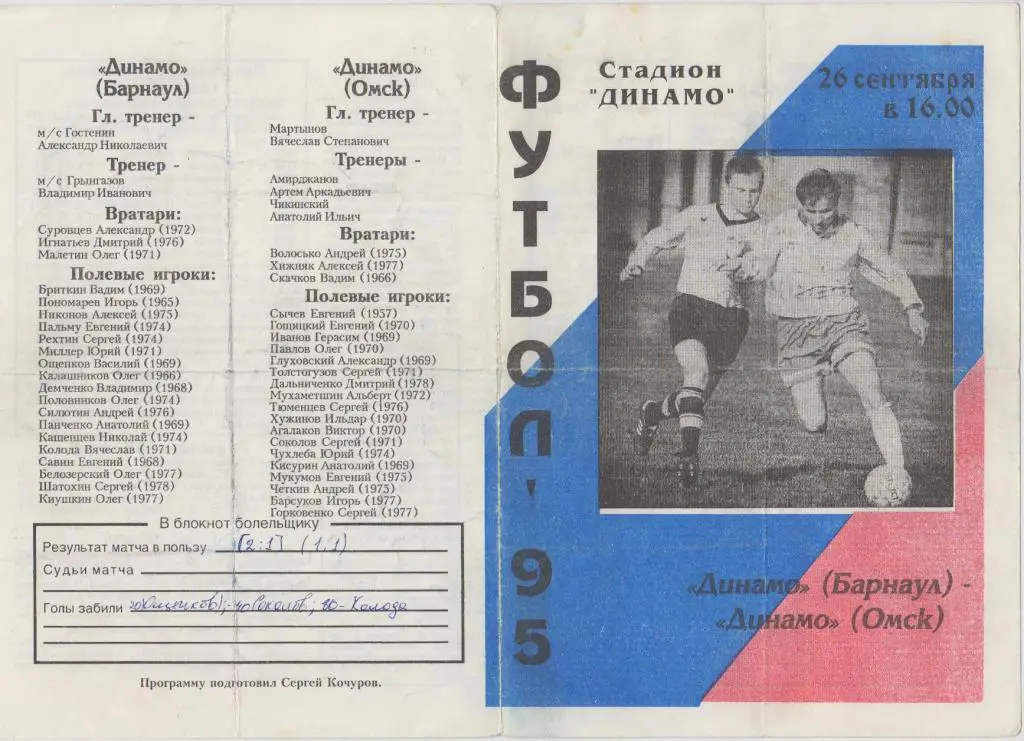 «Динамо»
(Барнаул)
Гл. тренер -
м/с Гостенин
Александр Николаевич
Тренер -
м/с Грынгазов
Владимир Иванович
Вратари:
Суровцев Александр (1972)
Игнатьев Дмитрий (1976)
Малетин Олег (1971)
Полевые игроки:
Бриткин Вадим (1969)
Пономарев Игорь (1965)
Никонов Алексей (1975)
Пальму Евгений (1974)
Рехтин Сергей (1974)
Миллер Юрий (1971)
Ощепков Василий (1969)
Калашников Олег (1966)
Демченко Владимир (1968)
Половников Олег (1974)
Силютин Андрей (1976)
Панченко Анатолий (1969)
Кашенцев Николай (1974)
Колода Вячеслав (1971)
Савин Евгений (1968)
Белозерский Олег (1977)
Шатохин Сергей (1978)
Киушкин Олег (1977)
«Динамо»
(Омск)
Гл. тренер -
Мартынов
Вячеслав Степанович
Тренеры -
Амирджанов
Артем Аркадьевич
Чикинский
Анатолий Ильич
Вратари:
Волосько Андрей (1975)
Хижняк Алексей (1977)
Скачков Вадим (1966)
Полевые игроки:
Сычев Евгений (1957)
Гощицкий Евгений (1970)
Иванов Герасим (1969)
Павлов Олег (1970)
Глуховский Александр (1969)
Толстогузов Сергей (1971)
Дальниченко Дмитрий (1978)
Мухаметшин Альберт (1972)
Тюменцев Сергей (1976)
Хужинов Ильдар (1970)
Агалаков Виктор (1970)
Соколов Сергей (1971)
Чухлеба Юрий (1974)
Кисурин Анатолий (1969)
Мукумов Евгений (1975)
Четкин Андрей (1975)
Барсуков Игорь (1977)
Горковенко Сергей (1977)
В блокнот болельщику
Результат матча в пользу [2:1] (1,1)
Судьи матча
Голы забили 40 (Соколов); 80 - Колода
Программу подготовил Сергей Кочуров.
ФУТБОЛ'95
Стадион
"ДИНАМО"
26 сентября
в 16.00
«Динамо» (Барнаул) -
«Динамо» (Омск)